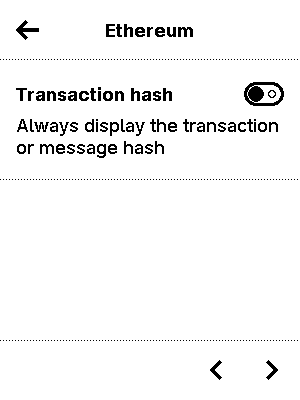 Ethereum
Transaction hash
Always display the transaction
or message hash